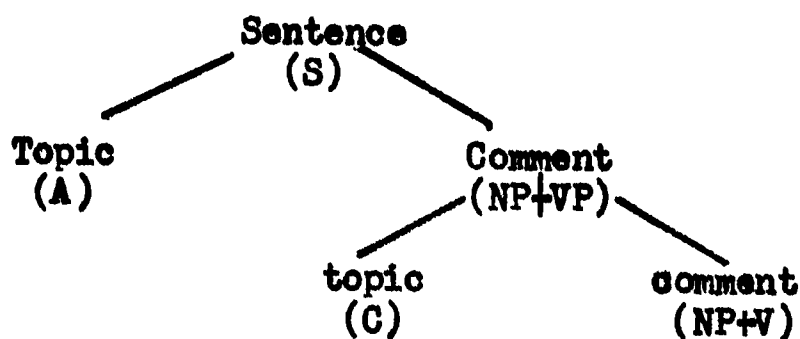 Sentence
(S)
Topic
(A)
Comment
(NP+VP)
topic
(C)
comment
(NP+V)